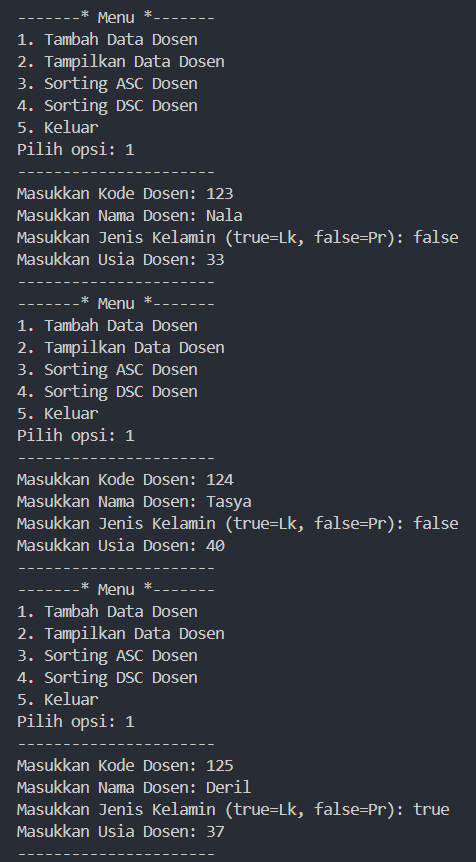 -------* Menu *-------
1. Tambah Data Dosen
2. Tampilkan Data Dosen
3. Sorting ASC Dosen
4. Sorting DSC Dosen
5. Keluar
Pilih opsi: 1
----------------------
Masukkan Kode Dosen: 123
Masukkan Nama Dosen: Nala
Masukkan Jenis Kelamin (true=Lk, false=Pr): false
Masukkan Usia Dosen: 33
----------------------
-------* Menu *-------
1. Tambah Data Dosen
2. Tampilkan Data Dosen
3. Sorting ASC Dosen
4. Sorting DSC Dosen
5. Keluar
Pilih opsi: 1
----------------------
Masukkan Kode Dosen: 124
Masukkan Nama Dosen: Tasya
Masukkan Jenis Kelamin (true=Lk, false=Pr): false
Masukkan Usia Dosen: 40
----------------------
-------* Menu *-------
1. Tambah Data Dosen
2. Tampilkan Data Dosen
3. Sorting ASC Dosen
4. Sorting DSC Dosen
5. Keluar
Pilih opsi: 1
----------------------
Masukkan Kode Dosen: 125
Masukkan Nama Dosen: Deril
Masukkan Jenis Kelamin (true=Lk, false=Pr): true
Masukkan Usia Dosen: 37
----------------------